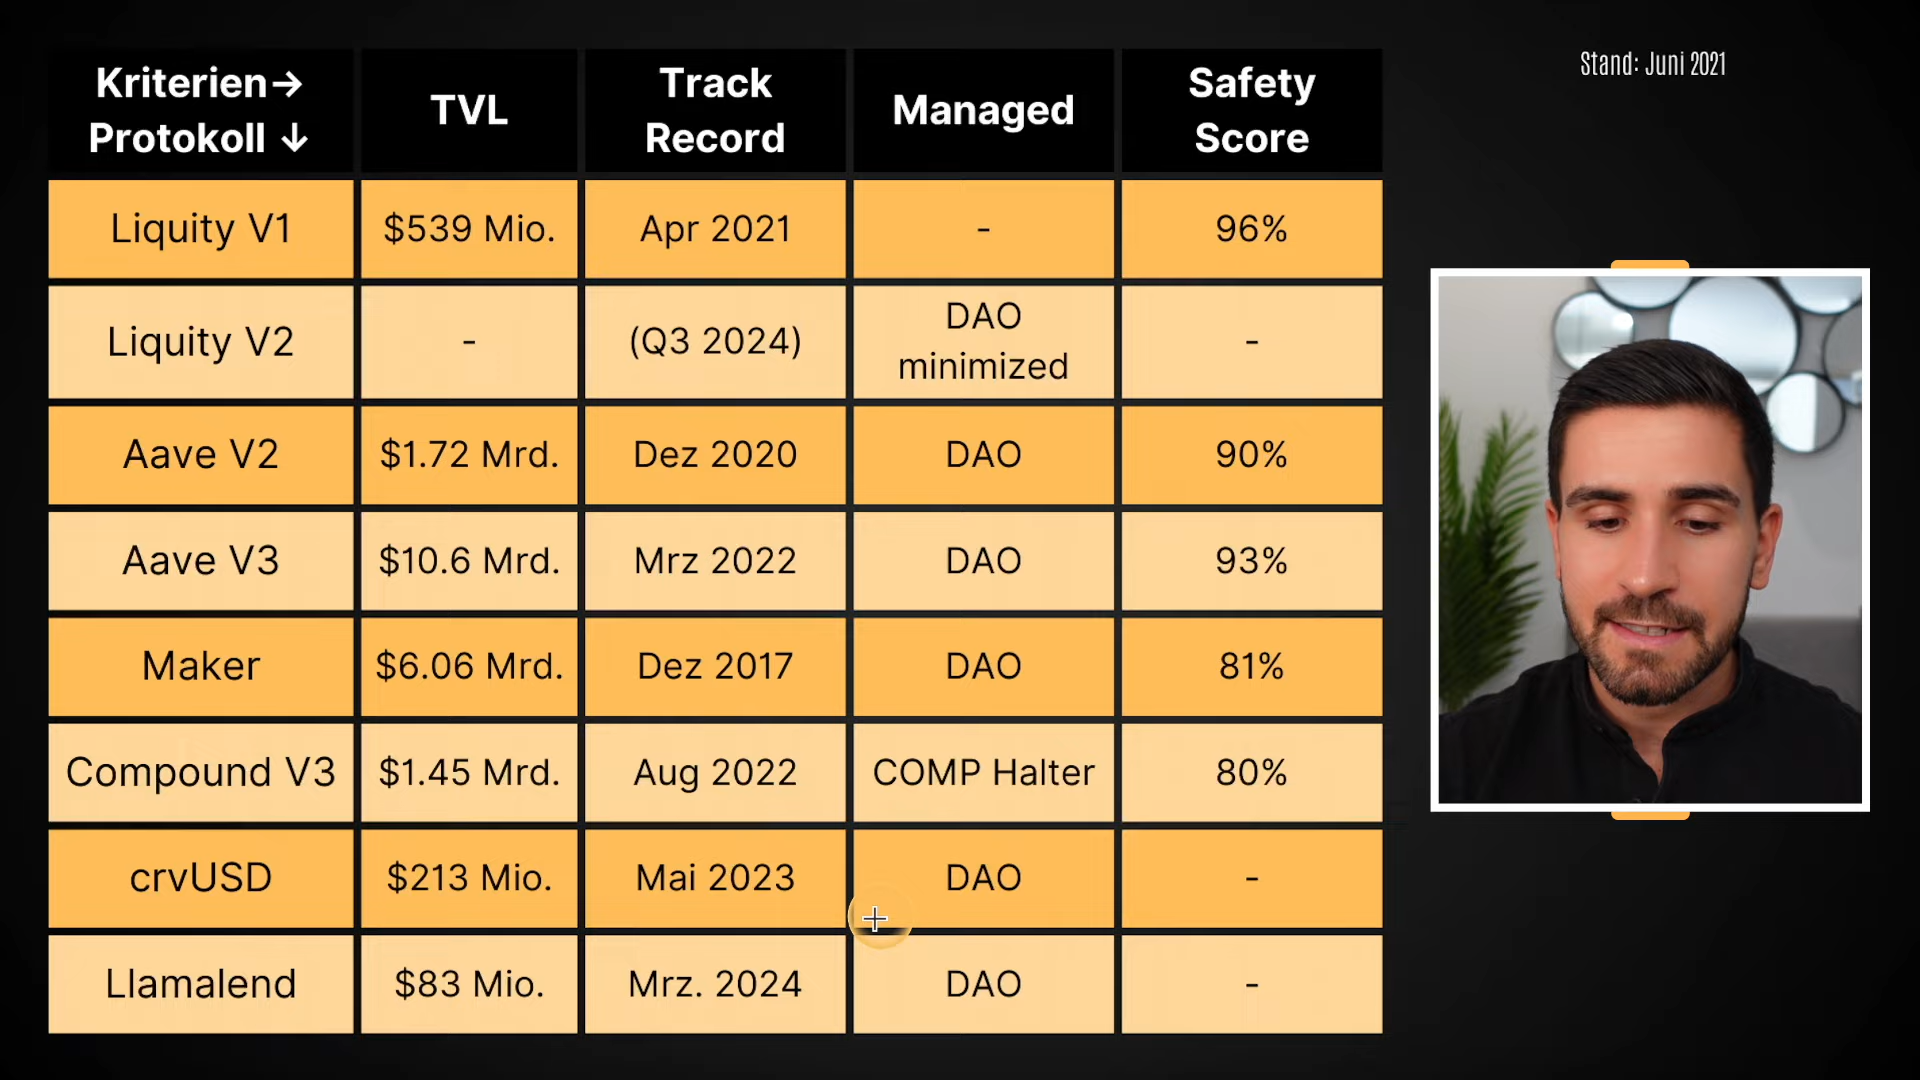 Stand: Juni 2021
Kriterien→ Protokoll ↓ TVL Track Record Managed Safety Score
Liquity V1 $539 Mio. Apr 2021 - 96%
Liquity V2 - (Q3 2024) DAO minimized -
Aave V2 $1.72 Mrd. Dez 2020 DAO 90%
Aave V3 $10.6 Mrd. Mrz 2022 DAO 93%
Maker $6.06 Mrd. Dez 2017 DAO 81%
Compound V3 $1.45 Mrd. Aug 2022 COMP Halter 80%
crvUSD $213 Mio. Mai 2023 DAO -
Llamalend $83 Mio. Mrz. 2024 DAO -